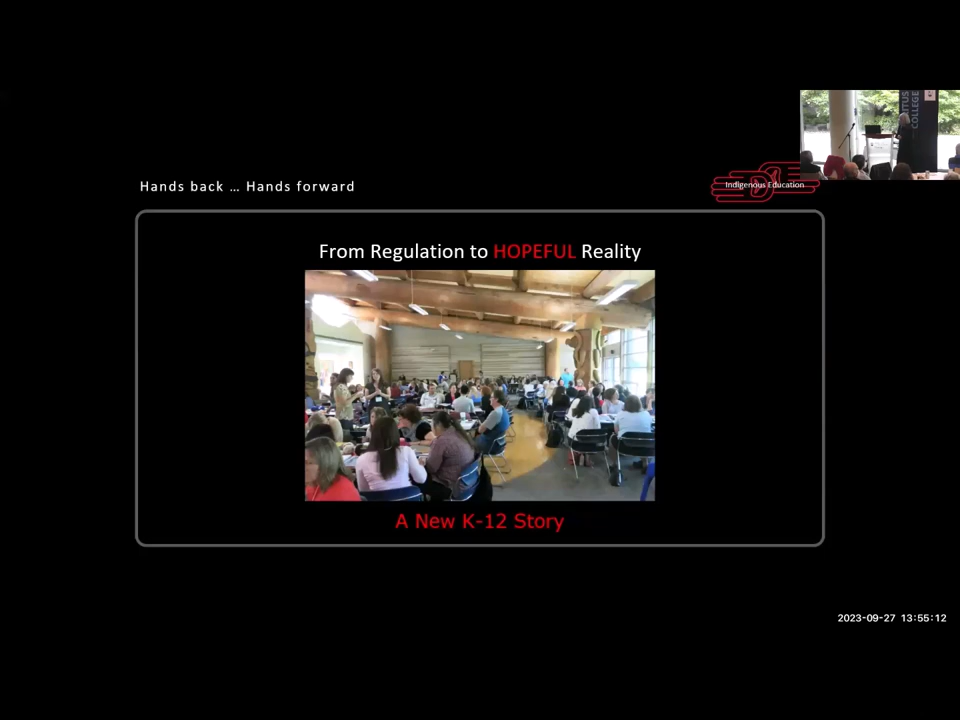 Hands back … Hands forward
Indigenous Education
From Regulation to HOPEFUL Reality
A New K-12 Story
COLLEGE
2023-09-27 13:55:12